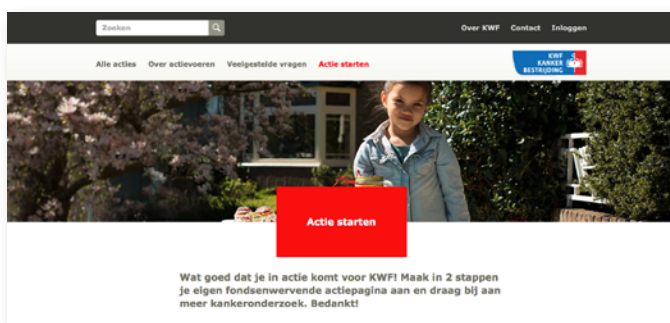 Zoeken
Over KWF Contact Inloggen
Alle acties Over actievoeren Veelgestelde vragen Actie starten
KWF
KANKER
BESTRIJDING
Actie starten
Wat goed dat je in actie komt voor KWF! Maak in 2 stappen
je eigen fondsenwervende actiepagina aan en draag bij aan
meer kankeronderzoek. Bedankt!